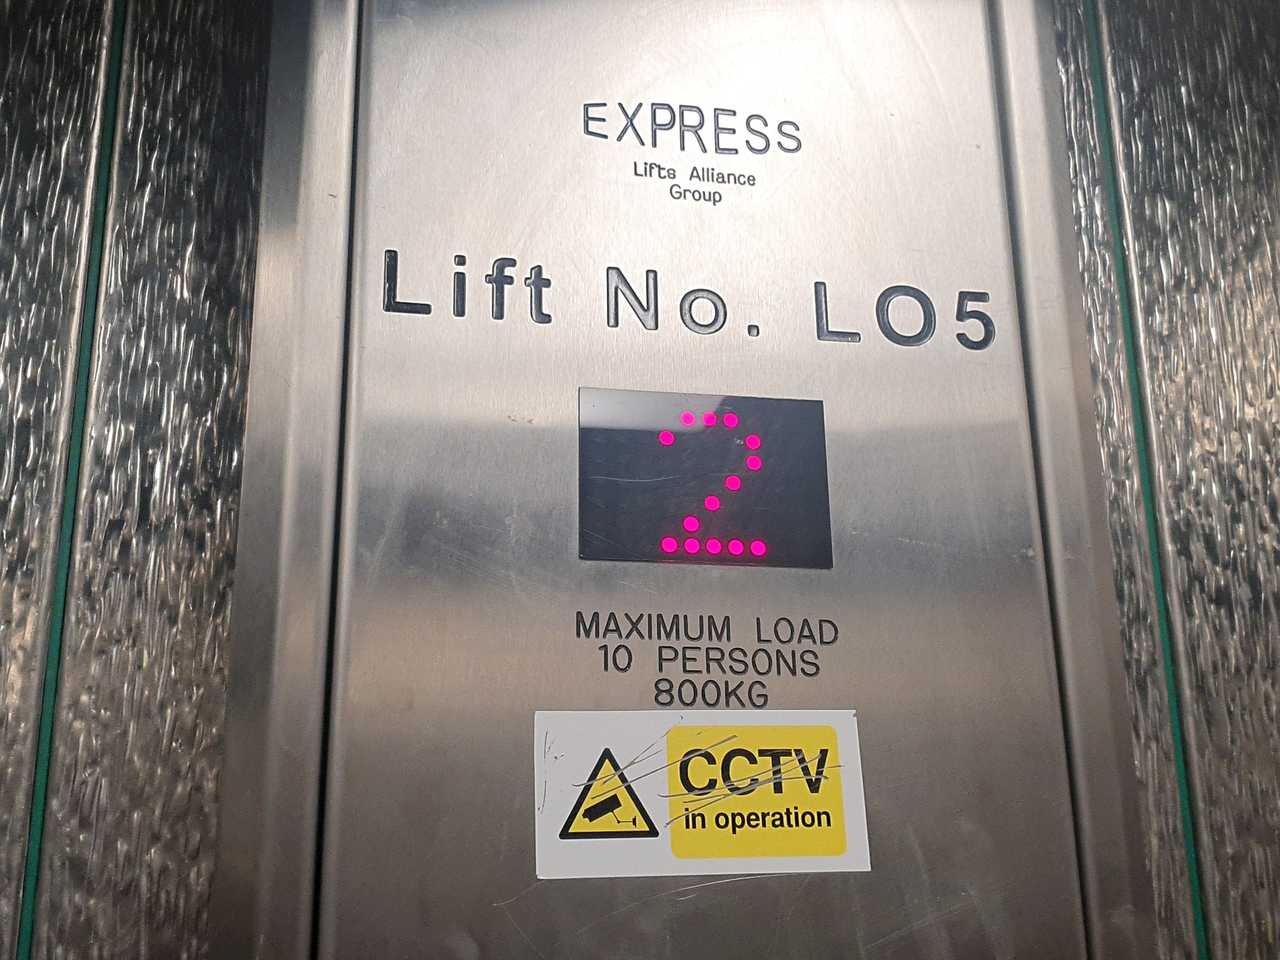 EXPRESS
Lifts Alliance
Group
Lift No. LO5
2
MAXIMUM LOAD
10 PERSONS
800KG
CCTV
in operation